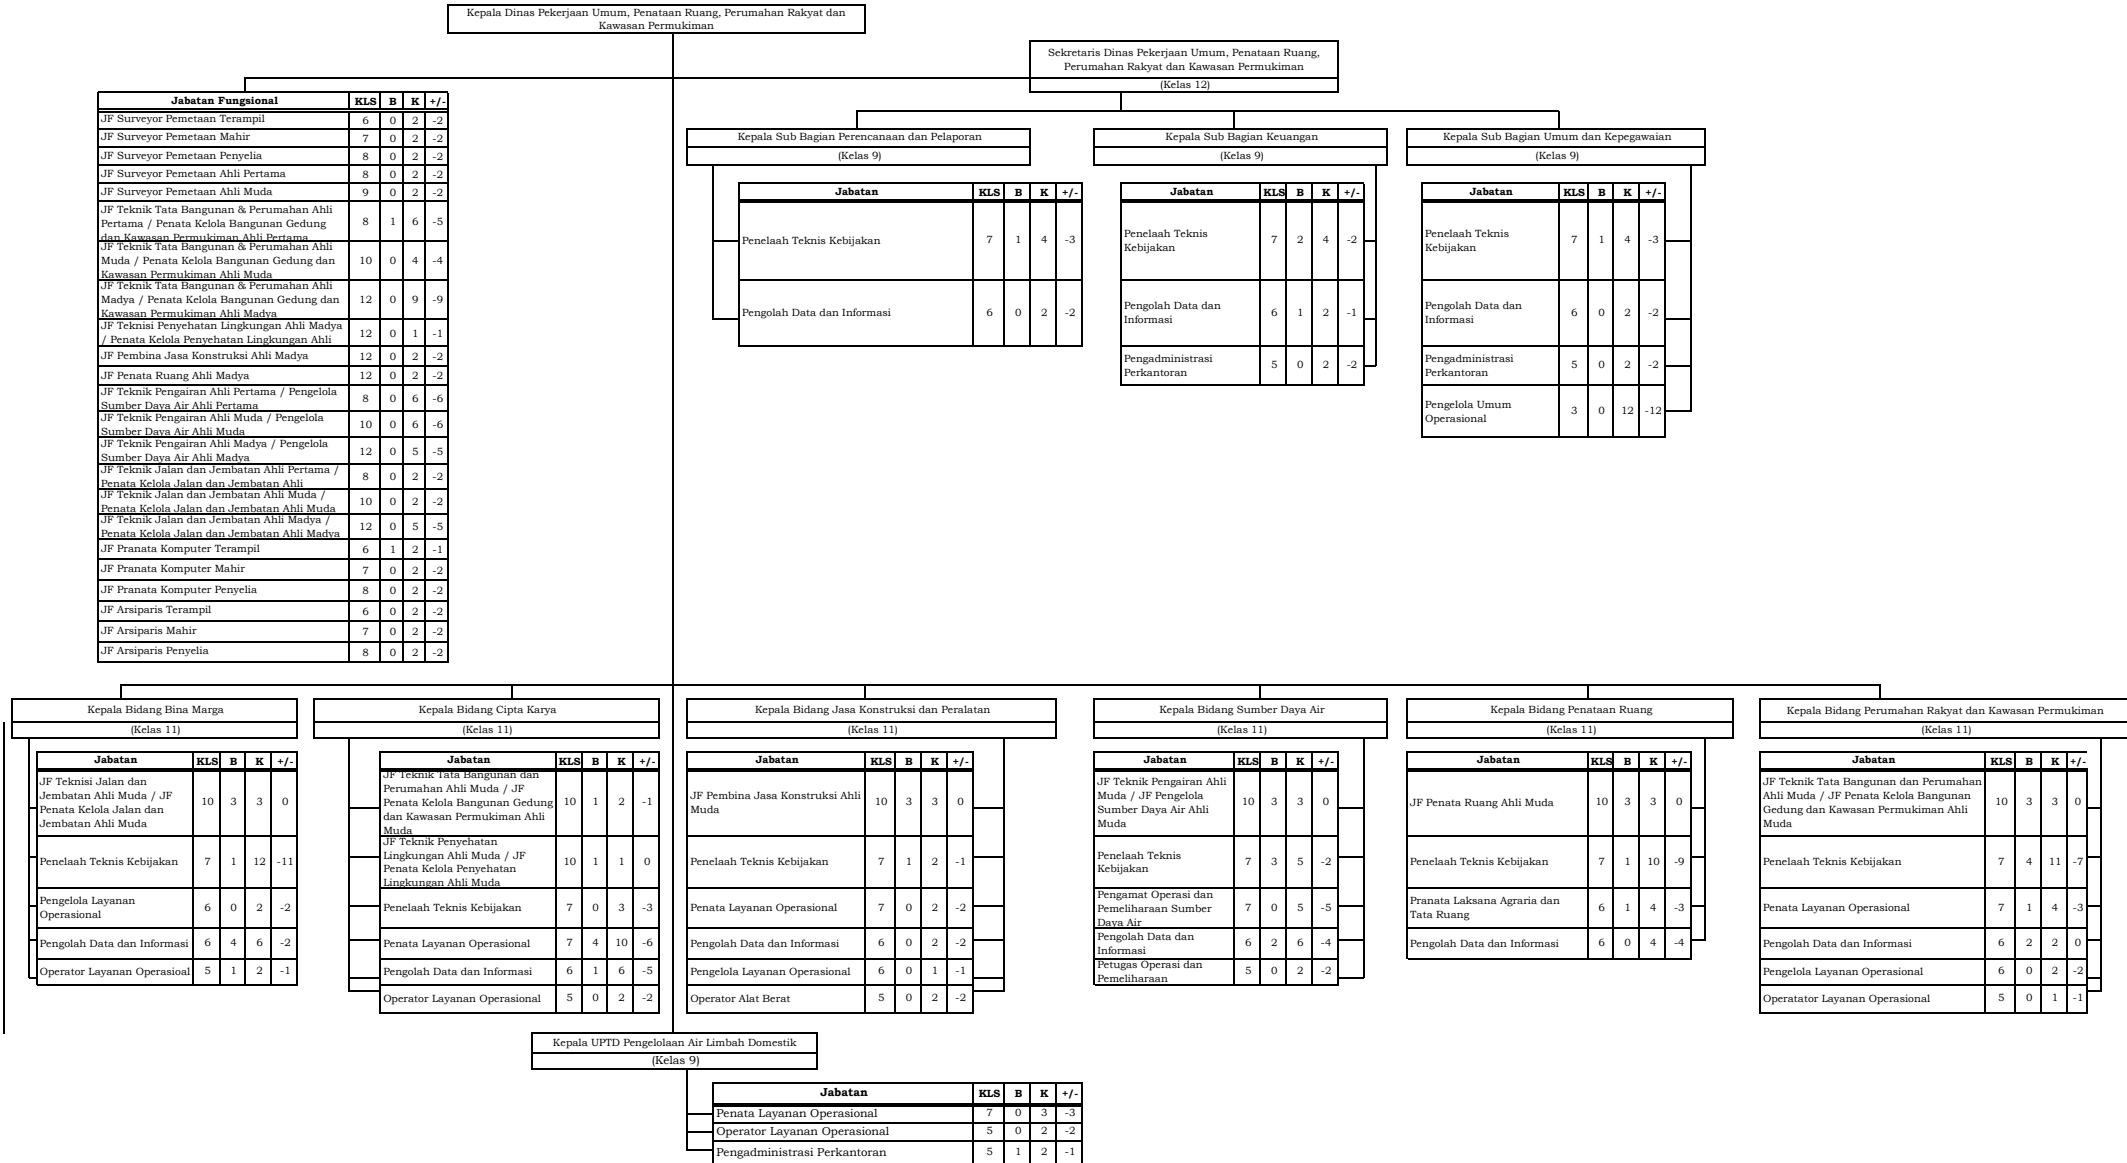 Kepala Dinas Pekerjaan Umum, Penataan Ruang, Perumahan Rakyat dan
Kawasan Permukiman
Sekretaris Dinas Pekerjaan Umum, Penataan Ruang,
Perumahan Rakyat dan Kawasan Permukiman
(Kelas 12)
Jabatan Fungsional KLS B K +/-
JF Surveyor Pemetaan Terampil 6 0 2 -2
JF Surveyor Pemetaan Mahir 7 0 2 -2
JF Surveyor Pemetaan Penyelia 8 0 2 -2
JF Surveyor Pemetaan Ahli Pertama 8 0 2 -2
JF Surveyor Pemetaan Ahli Muda 9 0 2 -2
JF Teknik Tata Bangunan & Perumahan Ahli
Pertama / Penata Kelola Bangunan Gedung 8 1 6 -5
dan Kawasan Permukiman Ahli Pertama
JF Teknik Tata Bangunan & Perumahan Ahli
Muda / Penata Kelola Bangunan Gedung dan 10 0 4 -4
Kawasan Permukiman Ahli Muda
JF Teknik Tata Bangunan & Perumahan Ahli
Madya / Penata Kelola Bangunan Gedung dan 12 0 9 -9
Kawasan Permukiman Ahli Madya
JF Teknisi Penyehatan Lingkungan Ahli Madya
/ Penata Kelola Penyehatan Lingkungan Ahli 12 0 1 -1
JF Pembina Jasa Konstruksi Ahli Madya 12 0 2 -2
JF Penata Ruang Ahli Madya 12 0 2 -2
JF Teknik Pengairan Ahli Pertama / Pengelola
Sumber Daya Air Ahli Pertama 8 0 6 -6
JF Teknik Pengairan Ahli Muda / Pengelola
Sumber Daya Air Ahli Muda 10 0 6 -6
JF Teknik Pengairan Ahli Madya / Pengelola
Sumber Daya Air Ahli Madya 12 0 5 -5
JF Teknik Jalan dan Jembatan Ahli Pertama /
Penata Kelola Jalan dan Jembatan Ahli 8 0 2 -2
JF Teknik Jalan dan Jembatan Ahli Muda /
Penata Kelola Jalan dan Jembatan Ahli Muda 10 0 2 -2
JF Teknik Jalan dan Jembatan Ahli Madya /
Penata Kelola Jalan dan Jembatan Ahli Madya 12 0 5 -5
JF Pranata Komputer Terampil 6 1 2 -1
JF Pranata Komputer Mahir 7 0 2 -2
JF Pranata Komputer Penyelia 8 0 2 -2
JF Arsiparis Terampil 6 0 2 -2
JF Arsiparis Mahir 7 0 2 -2
JF Arsiparis Penyelia 8 0 2 -2
Kepala Sub Bagian Perencanaan dan Pelaporan
(Kelas 9)
Jabatan KLS B K +/-
Penelaah Teknis Kebijakan 7 1 4 -3
Pengolah Data dan Informasi 6 0 2 -2
Kepala Sub Bagian Keuangan
(Kelas 9)
Jabatan KLS B K +/-
Penelaah Teknis
Kebijakan 7 2 4 -2
Pengolah Data dan
Informasi 6 1 2 -1
Pengadministrasi
Perkantoran 5 0 2 -2
Kepala Sub Bagian Umum dan Kepegawaian
(Kelas 9)
Jabatan KLS B K +/-
Penelaah Teknis
Kebijakan 7 1 4 -3
Pengolah Data dan
Informasi 6 0 2 -2
Pengadministrasi
Perkantoran 5 0 2 -2
Pengelola Umum
Operasional 3 0 12 -12
Kepala Bidang Bina Marga
(Kelas 11)
Jabatan KLS B K +/-
JF Teknisi Jalan dan
Jembatan Ahli Muda / JF
Penata Kelola Jalan dan
Jembatan Ahli Muda 10 3 3 0
Penelaah Teknis Kebijakan 7 1 12 -11
Pengelola Layanan
Operasional 6 0 2 -2
Pengolah Data dan Informasi 6 4 6 -2
Operator Layanan Operasioal 5 1 2 -1
Kepala Bidang Cipta Karya
(Kelas 11)
Jabatan KLS B K +/-
JF Teknik Tata Bangunan dan
Perumahan Ahli Muda / JF
Penata Kelola Bangunan Gedung 10 1 2 -1
dan Kawasan Permukiman Ahli
Muda
JF Teknik Penyehatan
Lingkungan Ahli Muda / JF
Penata Kelola Penyehatan
Lingkungan Ahli Muda 10 1 1 0
Penelaah Teknis Kebijakan 7 0 3 -3
Penata Layanan Operasional 7 4 10 -6
Pengolah Data dan Informasi 6 1 6 -5
Operator Layanan Operasional 5 0 2 -2
Kepala Bidang Jasa Konstruksi dan Peralatan
(Kelas 11)
Jabatan KLS B K +/-
JF Pembina Jasa Konstruksi Ahli
Muda 10 3 3 0
Penelaah Teknis Kebijakan 7 1 2 -1
Penata Layanan Operasional 7 0 2 -2
Pengolah Data dan Informasi 6 0 2 -2
Pengelola Layanan Operasional 6 0 1 -1
Operator Alat Berat 5 0 2 -2
Kepala Bidang Sumber Daya Air
(Kelas 11)
Jabatan KLS B K +/-
JF Teknik Pengairan Ahli
Muda / JF Pengelola
Sumber Daya Air Ahli
Muda 10 3 3 0
Penelaah Teknis
Kebijakan 7 3 5 -2
Pengamat Operasi dan
Pemeliharaan Sumber 7 0 5 -5
Daya Air
Pengolah Data dan
Informasi 6 2 6 -4
Petugas Operasi dan
Pemeliharaan 5 0 2 -2
Kepala Bidang Penataan Ruang
(Kelas 11)
Jabatan KLS B K +/-
JF Penata Ruang Ahli Muda 10 3 3 0
Penelaah Teknis Kebijakan 7 1 10 -9
Pranata Laksana Agraria dan
Tata Ruang 6 1 4 -3
Pengolah Data dan Informasi 6 0 4 -4
Kepala Bidang Perumahan Rakyat dan Kawasan Permukiman
(Kelas 11)
Jabatan KLS B K +/-
JF Teknik Tata Bangunan dan Perumahan
Ahli Muda / JF Penata Kelola Bangunan
Gedung dan Kawasan Permukiman Ahli
Muda 10 3 3 0
Penelaah Teknis Kebijakan 7 4 11 -7
Penata Layanan Operasional 7 1 4 -3
Pengolah Data dan Informasi 6 2 2 0
Pengelola Layanan Operasional 6 0 2 -2
Operatator Layanan Operasional 5 0 1 -1
Kepala UPTD Pengelolaan Air Limbah Domestik
(Kelas 9)
Jabatan KLS B K +/-
Penata Layanan Operasional 7 0 3 -3
Operator Layanan Operasional 5 0 2 -2
Pengadministrasi Perkantoran 5 1 2 -1